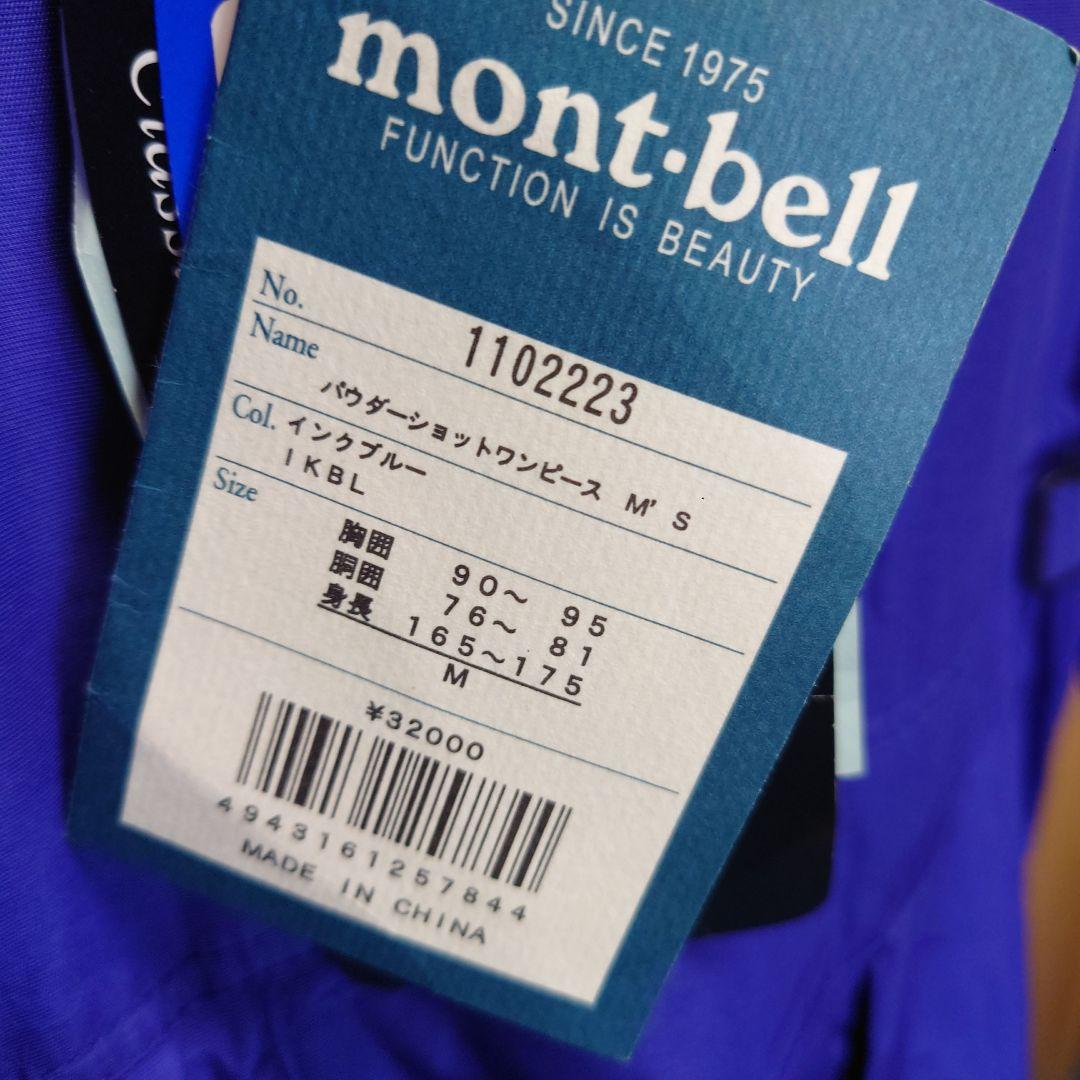 SINCE 1975
mont·bell
FUNCTION IS BEAUTY
No. 1102223
Name パウダーショットワンピース M'S
Col. インクブルー
IKBL
Size
胸囲 90~ 95
胴囲 76~ 81
身長 165~175
M
¥32000
4943161257844
MADE IN CHINA